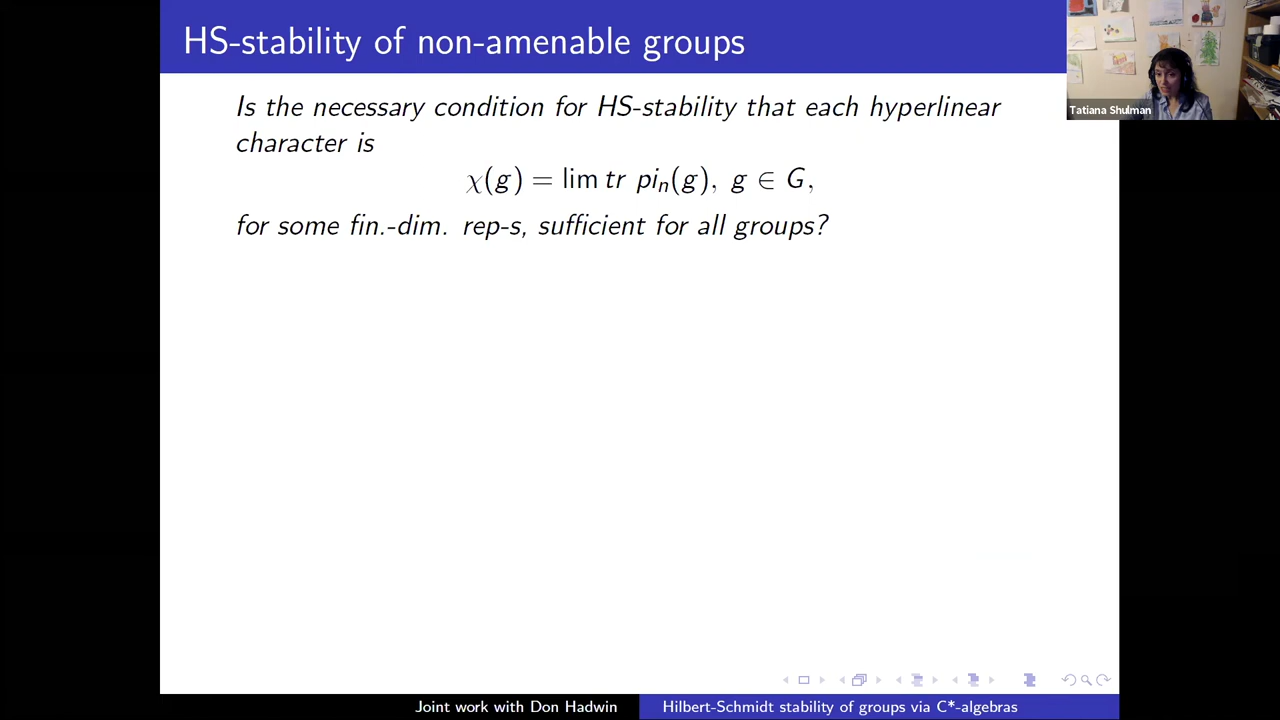 HS-stability of non-amenable groups
Is the necessary condition for HS-stability that each hyperlinear
character is
χ(g) = lim tr pi_n(g), g ∈ G,
for some fin.-dim. rep-s, sufficient for all groups?
Tatiana Shulman
Joint work with Don Hadwin
Hilbert-Schmidt stability of groups via C*-algebras